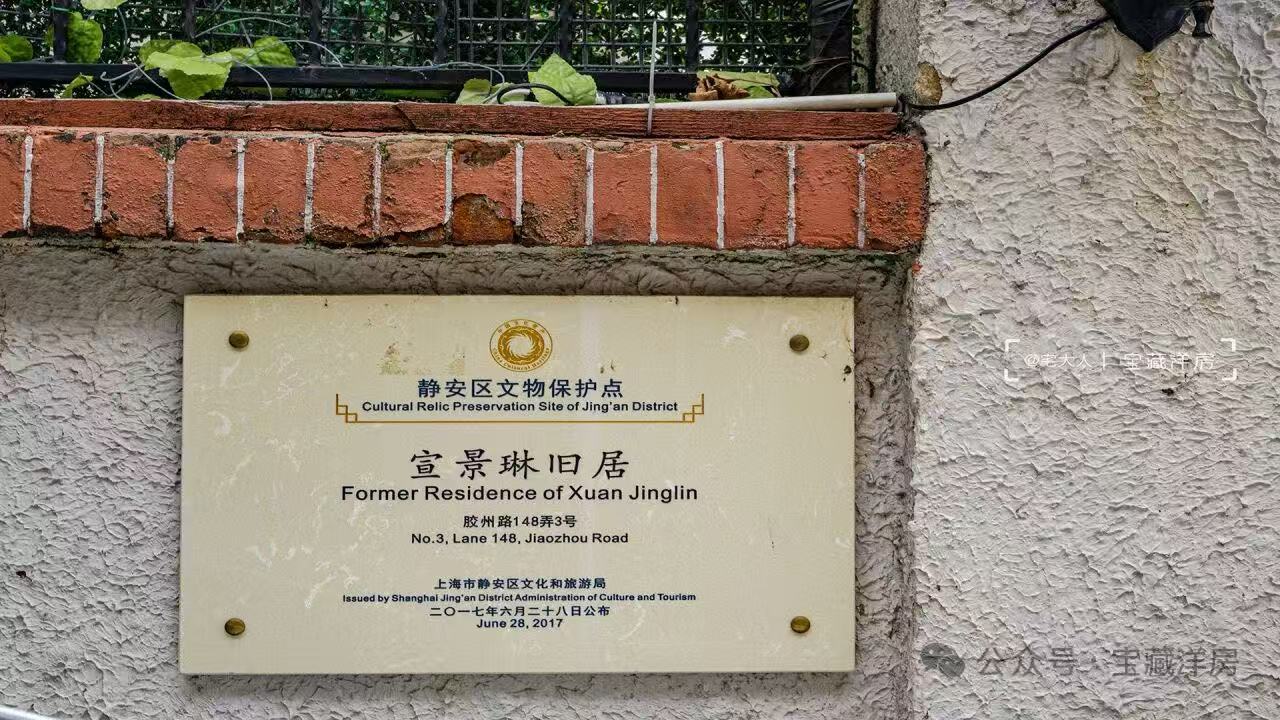 静安区文物保护点
Cultural Relic Preservation Site of Jing'an District
宣景琳旧居
Former Residence of Xuan Jinglin
胶州路148弄3号
No.3, Lane 148, Jiaozhou Road
上海市静安区文化和旅游局
Issued by Shanghai Jing'an District Administration of Culture and Tourism
二〇一七年六月二十八日公布
June 28, 2017
宝藏洋房
公众号·宝藏洋房